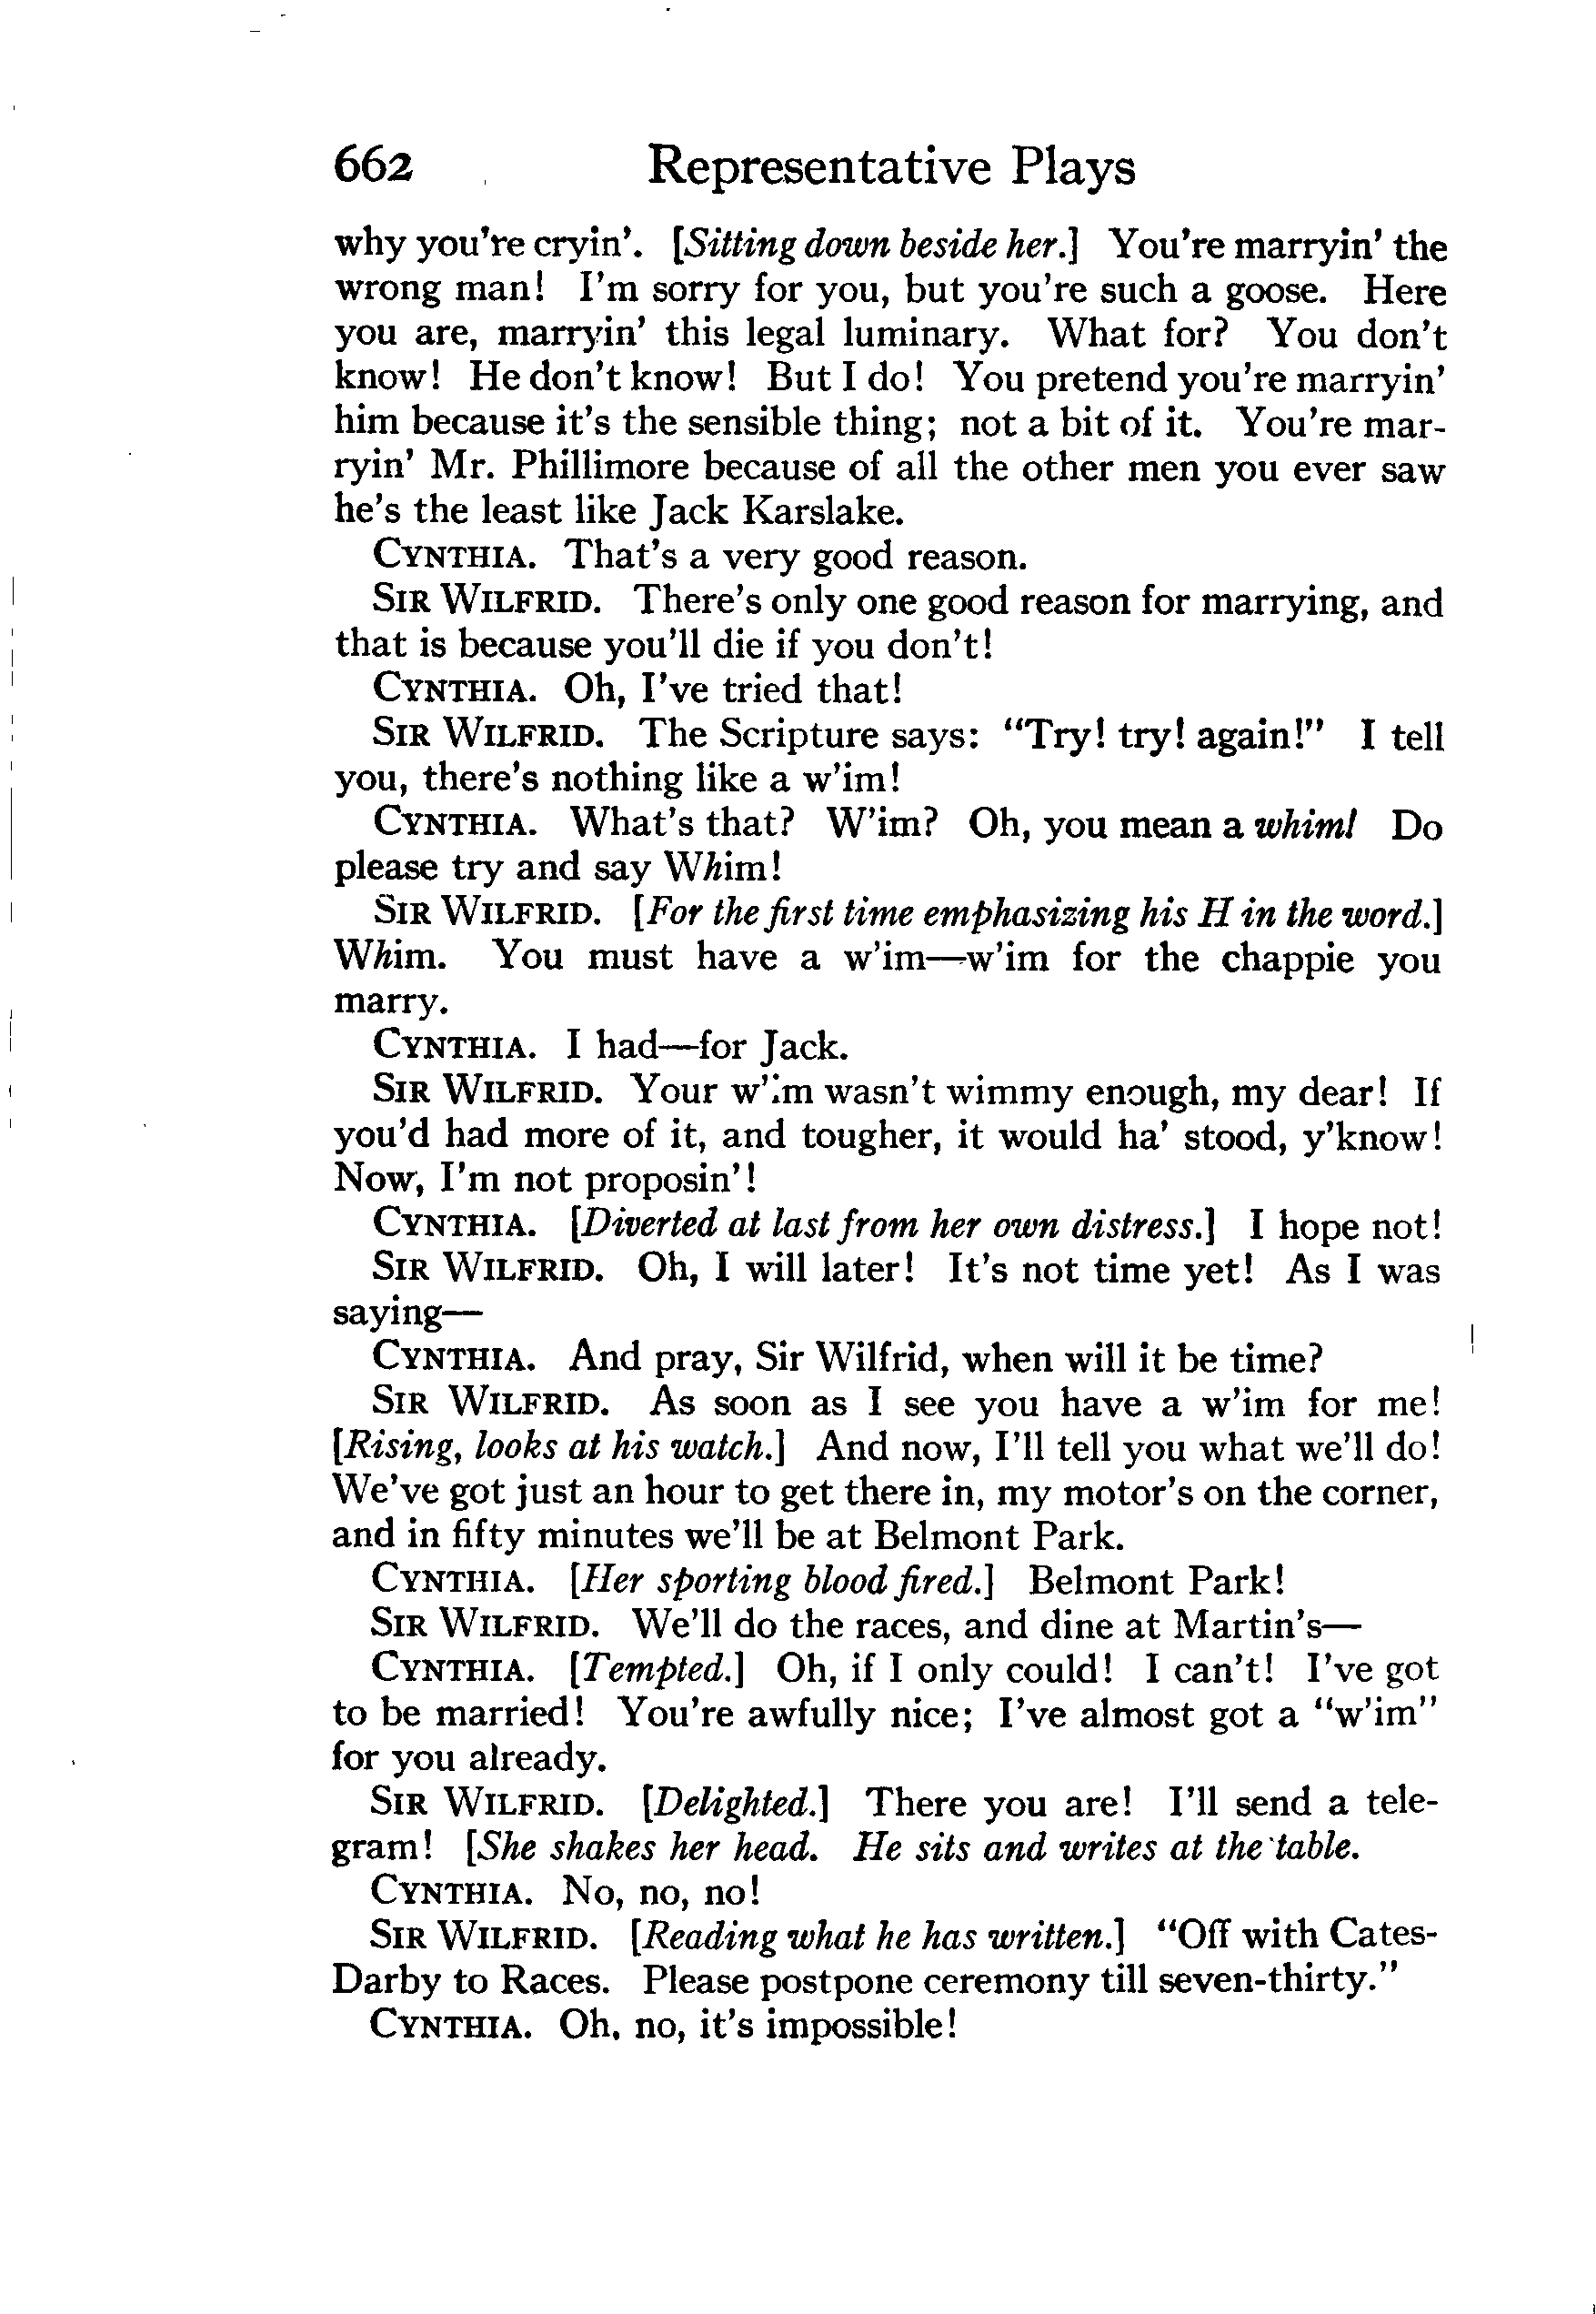 662 Representative Plays
why you're cryin'. [Sitting down beside her.] You're marryin' the
wrong man! I'm sorry for you, but you're such a goose. Here
you are, marryin' this legal luminary. What for? You don't
know! He don't know! But I do! You pretend you're marryin'
him because it's the sensible thing; not a bit of it. You're mar-
ryin' Mr. Phillimore because of all the other men you ever saw
he's the least like Jack Karslake.
CYNTHIA. That's a very good reason.
SIR WILFRID. There's only one good reason for marrying, and
that is because you'll die if you don't!
CYNTHIA. Oh, I've tried that!
SIR WILFRID. The Scripture says: "Try! try! again!" I tell
you, there's nothing like a w'im!
CYNTHIA. What's that? W'im? Oh, you mean a whim! Do
please try and say Whim!
SIR WILFRID. [For the first time emphasizing his H in the word.]
Whim. You must have a w'im—w'im for the chappie you
marry.
CYNTHIA. I had—for Jack.
SIR WILFRID. Your w'im wasn't wimmy enough, my dear! If
you'd had more of it, and tougher, it would ha' stood, y'know!
Now, I'm not proposin'!
CYNTHIA. [Diverted at last from her own distress.] I hope not!
SIR WILFRID. Oh, I will later! It's not time yet! As I was
saying—
CYNTHIA. And pray, Sir Wilfrid, when will it be time?
SIR WILFRID. As soon as I see you have a w'im for me!
[Rising, looks at his watch.] And now, I'll tell you what we'll do!
We've got just an hour to get there in, my motor's on the corner,
and in fifty minutes we'll be at Belmont Park.
CYNTHIA. [Her sporting blood fired.] Belmont Park!
SIR WILFRID. We'll do the races, and dine at Martin's—
CYNTHIA. [Tempted.] Oh, if I only could! I can't! I've got
to be married! You're awfully nice; I've almost got a "w'im"
for you already.
SIR WILFRID. [Delighted.] There you are! I'll send a tele-
gram! [She shakes her head. He sits and writes at the table.
CYNTHIA. No, no, no!
SIR WILFRID. [Reading what he has written.] "Off with Cates-
Darby to Races. Please postpone ceremony till seven-thirty."
CYNTHIA. Oh, no, it's impossible!